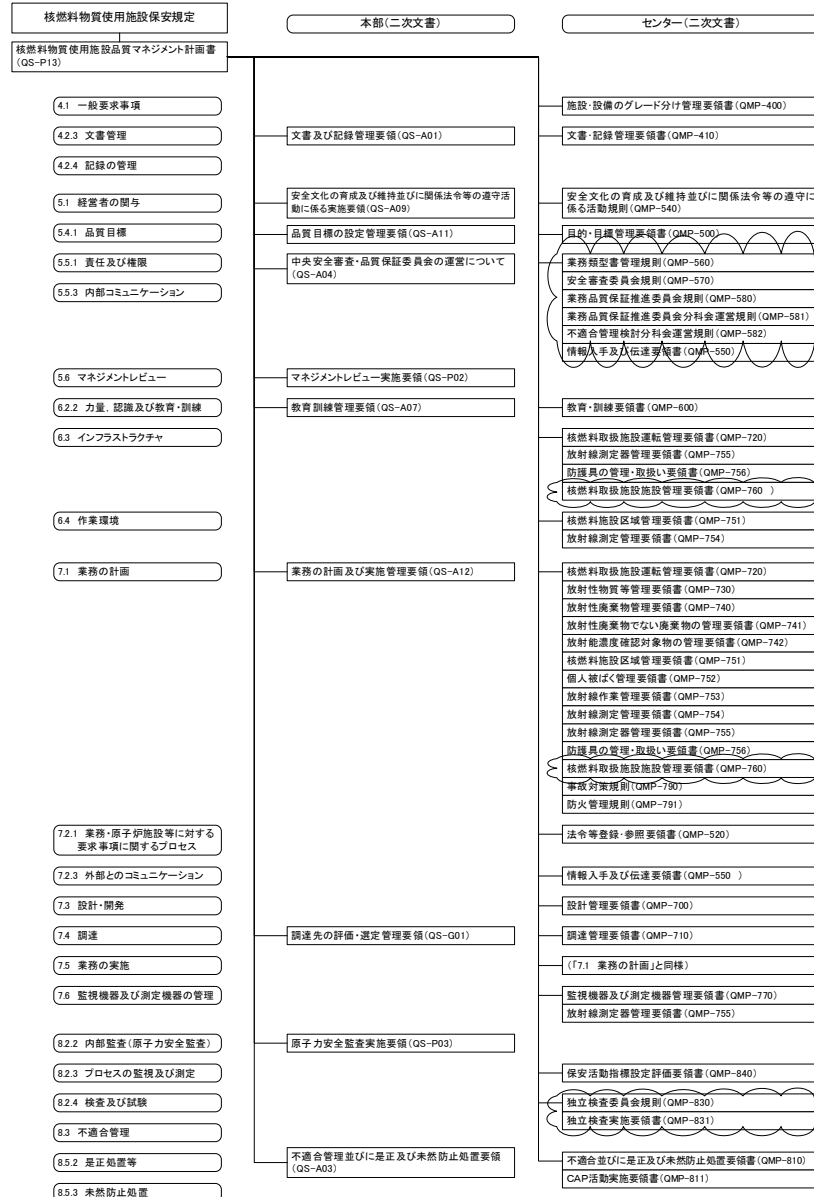 核燃料物質使用施設保安規定
本部(二次文書)
センター(二次文書)
核燃料物質使用施設品質マネジメント計画書
(QS-P13)
4.1 一般要求事項
施設・設備のグレード分け管理要領書(QMP-400)
4.2.3 文書管理
文書及び記録管理要領(QS-A01)
文書・記録管理要領書(QMP-410)
4.2.4 記録の管理
5.1 経営者の関与
安全文化の育成及び維持並びに関係法令等の遵守活
動に係る実施要領(QS-A09)
安全文化の育成及び維持並びに関係法令等の遵守に
係る活動規則(QMP-540)
5.4.1 品質目標
品質目標の設定管理要領(QS-A11)
目的・目標管理要領書(QMP-500)
5.5.1 責任及び権限
中央安全審査・品質保証委員会の運営について
(QS-A04)
業務類型書管理規則(QMP-560)
安全審査委員会規則(QMP-570)
5.5.3 内部コミュニケーション
業務品質保証推進委員会規則(QMP-580)
業務品質保証推進委員会分科会運営規則(QMP-581)
不適合管理検討分科会運営規則(QMP-582)
情報入手及び伝達要領書(QMP-550)
5.6 マネジメントレビュー
マネジメントレビュー実施要領(QS-P02)
6.2.2 力量，認識及び教育・訓練
教育訓練管理要領(QS-A07)
教育・訓練要領書(QMP-600)
6.3 インフラストラクチャ
核燃料取扱施設運転管理要領書(QMP-720)
放射線測定器管理要領書(QMP-755)
防護具の管理・取扱い要領書(QMP-756)
核燃料取扱施設施設管理要領書(QMP-760 )
6.4 作業環境
核燃料施設区域管理要領書(QMP-751)
放射線測定管理要領書(QMP-754)
7.1 業務の計画
業務の計画及び実施管理要領(QS-A12)
核燃料取扱施設運転管理要領書(QMP-720)
放射性物質等管理要領書(QMP-730)
放射性廃棄物管理要領書(QMP-740)
放射性廃棄物でない廃棄物の管理要領書(QMP-741)
放射能濃度確認対象物の管理要領書(QMP-742)
核燃料施設区域管理要領書(QMP-751)
個人被ばく管理要領書(QMP-752)
放射線作業管理要領書(QMP-753)
放射線測定管理要領書(QMP-754)
放射線測定器管理要領書(QMP-755)
防護具の管理・取扱い要領書(QMP-756)
核燃料取扱施設施設管理要領書(QMP-760)
事故対策規則(QMP-790)
防火管理規則(QMP-791)
7.2.1 業務・原子炉施設等に対する
要求事項に関するプロセス
法令等登録・参照要領書(QMP-520)
7.2.3 外部とのコミュニケーション
情報入手及び伝達要領書(QMP-550 )
7.3 設計・開発
設計管理要領書(QMP-700)
7.4 調達
調達先の評価・選定管理要領(QS-G01)
調達管理要領書(QMP-710)
7.5 業務の実施
(「7.1 業務の計画」と同様)
7.6 監視機器及び測定機器の管理
監視機器及び測定機器管理要領書(QMP-770)
放射線測定器管理要領書(QMP-755)
8.2.2 内部監査(原子力安全監査)
原子力安全監査実施要領(QS-P03)
8.2.3 プロセスの監視及び測定
保安活動指標設定評価要領書(QMP-840)
8.2.4 検査及び試験
独立検査委員会規則(QMP-830)
独立検査実施要領書(QMP-831)
8.3 不適合管理
8.5.2 是正処置等
不適合管理並びに是正及び未然防止処置要領
(QS-A03)
不適合並びに是正及び未然防止処置要領書(QMP-810)
CAP活動実施要領書(QMP-811)
8.5.3 未然防止処置